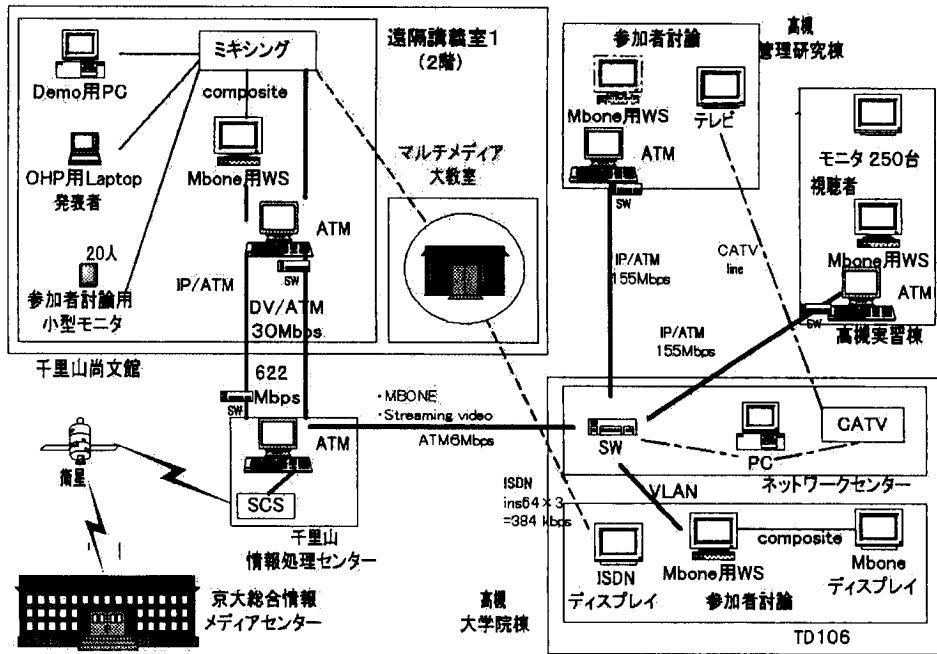 ミキシング
遠隔講義室1
(2階)
Demo用PC
composite
OHP用Laptop
発表者
Mbone用WS
ATM
20人
参加者討論用
小型モニタ
IP/ATM
SW
DV/ATM
30Mbps
千里山尚文館
マルチメディア
大教室
622
Mbps
SW
ATM
SCS
千里山
情報処理センター
衛星
京大総合情報
メディアセンター
・MBONE
・Streaming video
ATM6Mbps
ISDN
ins64×3
=384 kbps
高槻
大学院棟
参加者討論
高槻
管理研究棟
Mbone用WS
テレビ
ATM
SW
IP/ATM
155Mbps
CATV
line
モニタ 250台
視聴者
Mbone用WS
ATM
SW
高槻実習棟
IP/ATM
155Mbps
SW
PC
CATV
ネットワークセンター
VLAN
ISDN
ディスプレイ
Mbone用WS
composite
Mbone
ディスプレイ
参加者討論
TD106